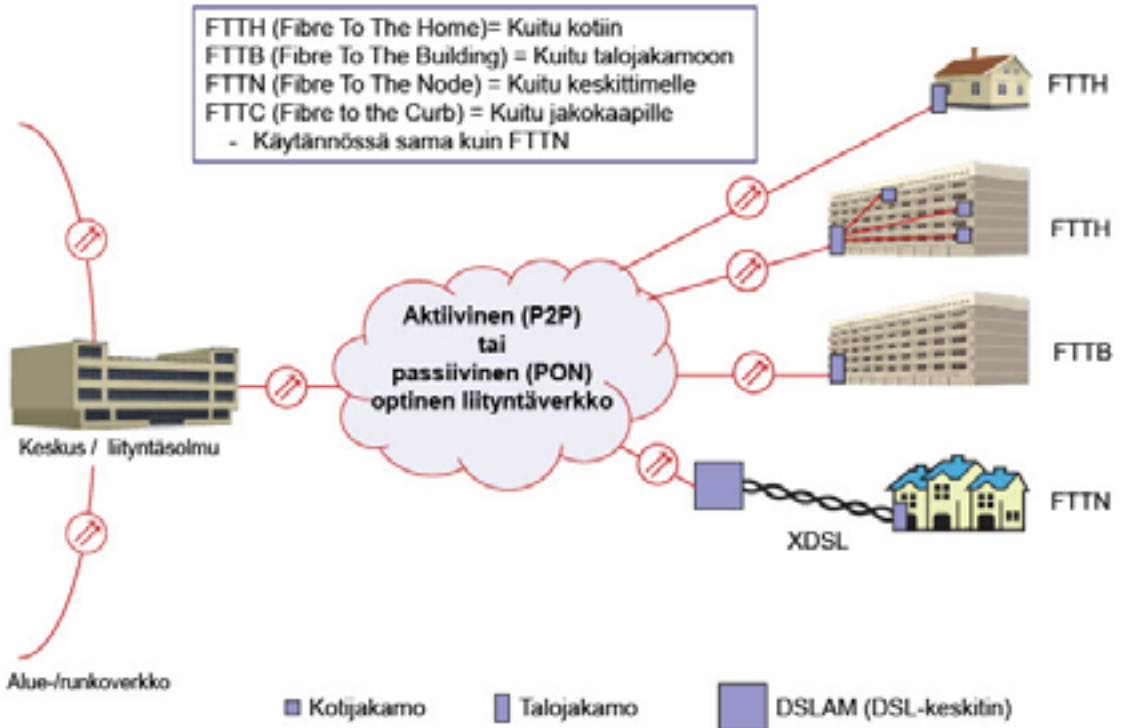 FTTH (Fibre To The Home)= Kuitu kotiin
FTTB (Fibre To The Building) = Kuitu talojakamoon
FTTN (Fibre To The Node) = Kuitu keskittimelle
FTTC (Fibre to the Curb) = Kuitu jakokaapille
- Käytännössä sama kuin FTTN
FTTH
FTTH
Aktiivinen (P2P)
tai
passiivinen (PON)
optinen liityntäverkko
FTTB
Keskus / liityntäsolmu
FTTN
XDSL
Alue-/runkoverkko
Kotijakamo
Talojakamo
DSLAM (DSL-keskitin)